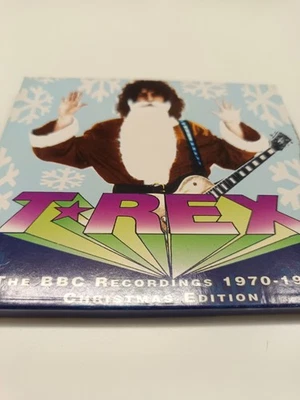 T★REX
THE BBC RECORDINGS 1970-19
CHRISTMAS EDITION